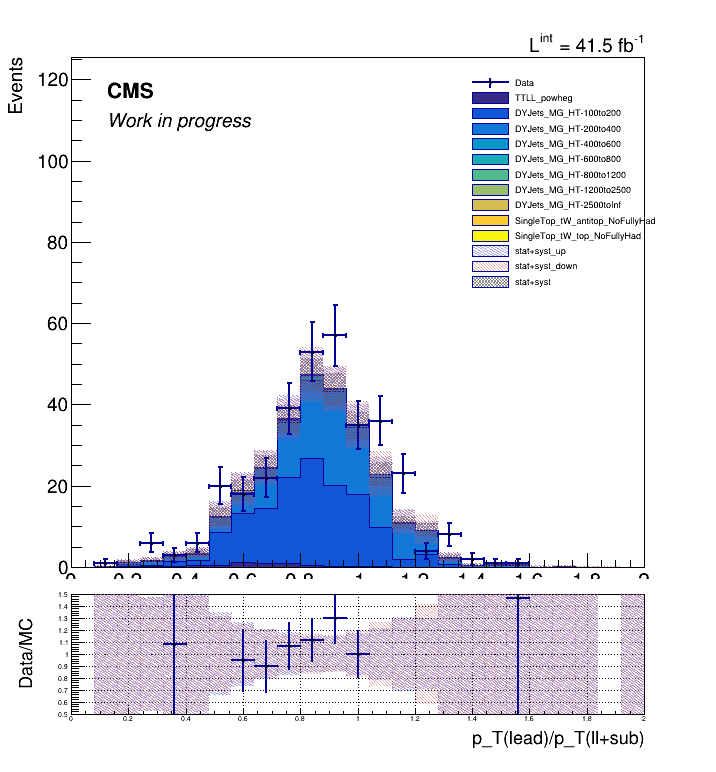 L^int = 41.5 fb^-1
Events
CMS
Work in progress
Data
TTLL_powheg
DYJets_MG_HT-100to200
DYJets_MG_HT-200to400
DYJets_MG_HT-400to600
DYJets_MG_HT-600to800
DYJets_MG_HT-800to1200
DYJets_MG_HT-1200to2500
DYJets_MG_HT-2500toInf
SingleTop_tW_antitop_NoFullyHad
SingleTop_tW_top_NoFullyHad
stat+syst_up
stat+syst_down
stat+syst
120
100
80
60
40
20
0
0 0.2 0.4 0.6 0.8 1 1.2 1.4 1.6 1.8 2
Data/MC
1.5
1.4
1.3
1.2
1.1
1
0.9
0.8
0.7
0.6
0.5
0 0.2 0.4 0.6 0.8 1 1.2 1.4 1.6 1.8 2
p_T(lead)/p_T(ll+sub)